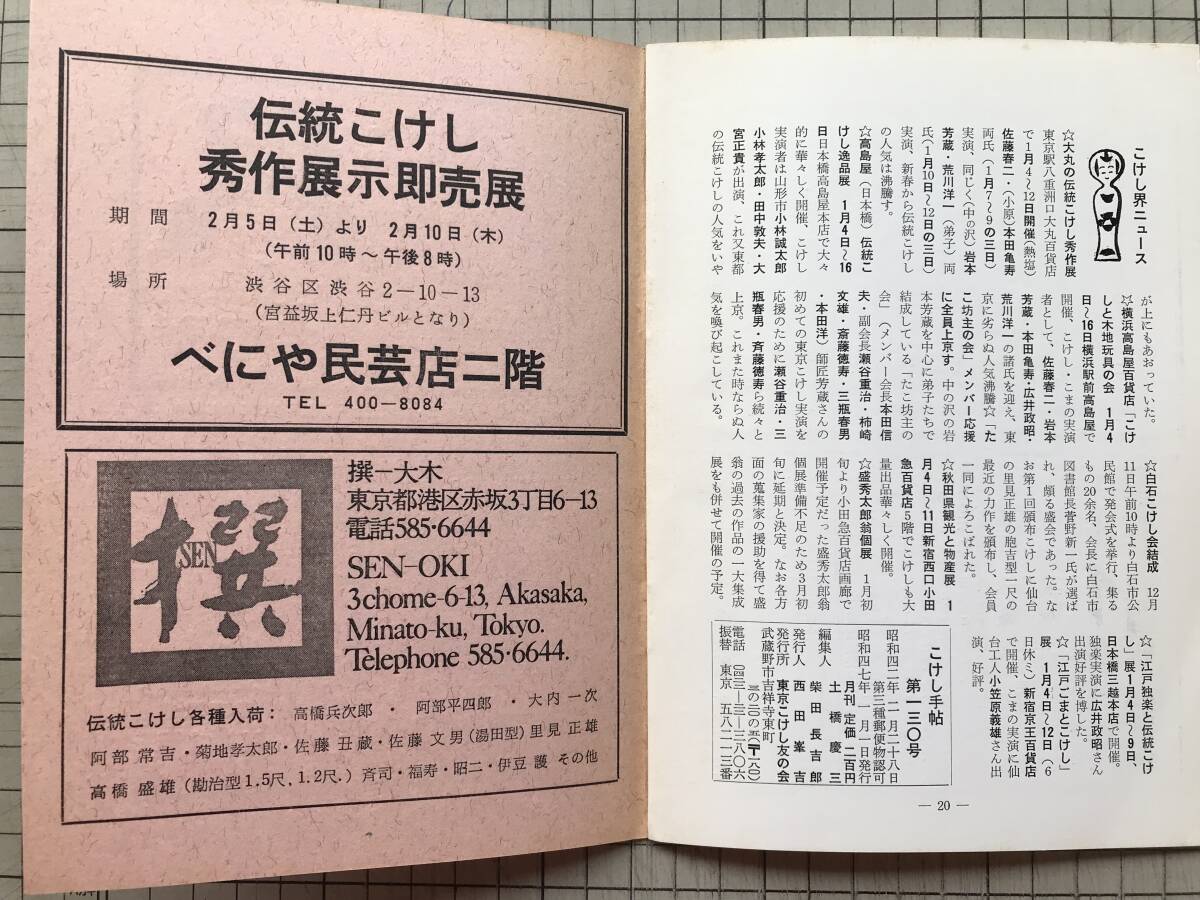 伝統こけし
秀作展示即売展
期間 2月5日（土）より 2月10日（木）
（午前10時～午後8時）
場所 渋谷区渋谷2-10-13
（宮益坂上仁丹ビルとなり）
べにや民芸店二階
TEL 400-8084
撰
SEN
撰一大木
東京都港区赤坂3丁目6-13
電話585・6644
SEN-OKI
3chome-6-13, Akasaka,
Minato-ku, Tokyo.
Telephone 585・6644.
伝統こけし各種入荷：高橋兵次郎・阿部平四郎・大内一次
阿部常吉・菊地孝太郎・佐藤丑蔵・佐藤文男（湯田型）里見正雄
高橋盛雄（勘治型1.5尺，1.2尺.）斉司・福寿・昭二・伊豆護 その他
こけし界ニュース
☆大丸の伝統こけし秀作展
東京駅八重洲口大丸百貨店
で1月4～12日開催（熱塩）
佐藤春二・（小原）本田亀寿
両氏（1月7～9の三日）
実演、同じく（中の沢）岩本
芳蔵・荒川洋一（弟子）両
氏（1月10～12日の三日）
実演、新春から伝統こけし
の人気は沸騰す。
☆高島屋（日本橋）伝統こ
けし逸品展 1月4日～16
日日本橋高島屋本店で大々
的に華々しく開催、こけし
実演者は山形市小林誠太郎
小林孝太郎・田中敦夫・大
宮正貴が出演、これ又東都
の伝統こけしの人気をいや
が上にもあおっていた。
☆横浜高島屋百貨店「こけ
しと木地玩具の会 1月4
日～16日横浜駅前高島屋で
開催、こけし・こまの実演
者として、佐藤春二・岩本
芳蔵・本田亀寿・広井政昭・
荒川洋一の諸氏を迎え、東
京に劣らぬ人気沸騰☆「た
こ坊主の会」メンバー応援
に全員上京す。中の沢の岩
本芳蔵を中心に弟子たちで
結成している「たこ坊主の
会」（メンバー会長本田信
夫・副会長瀬谷重治・柿崎
文雄・斎藤徳寿・三瓶春男
・本田洋）師匠芳蔵さんの
初めての東京こけし実演を
応援のために瀬谷重治・三
瓶春男・斉藤徳寿ら続々と
上京。これまた時ならぬ人
気を喚び起こしている。
☆白石こけし会結成 12月
11日午前10時より白石市公
民館で発会式を挙行、集る
もの20余名、会長に白石市
図書館長菅野新一氏が選ば
れ、頗る盛会であった。な
お第1回頒布こけしに仙台
の里見正雄の胞吉型一尺の
最近の力作を頒布し、会員
一同によろこばれた。
☆秋田県観光と物産展 1
月4日～11日新宿西口小田
急百貨店5階でこけしも大
量出品華々しく開催。
☆盛秀太郎翁個展 1月初
旬より小田急百貨店画廊で
開催予定だった盛秀太郎翁
個展準備不足のため3月初
旬に延期と決定。なお各方
面の蒐集家の援助を得て盛
翁の過去の作品の一大集成
展をも併せて開催の予定。
☆「江戸独楽と伝統こけ
し」展1月4日～9日、
日本橋三越本店で開催。
独楽実演に広井政昭さん
出演好評を博した。
☆「江戸ごまとこけし」
展 1月4日～12日（6
日休ミ）新宿京王百貨店
で開催、こまの実演に仙
台工人小笠原義雄さん出
演、好評。
こけし手帖
第一三〇号
昭和四二年二月二十八日
第三種郵便物認可
昭和四七年一月一日発行
月刊 定価二百円
土橋慶三
編集人 柴田長吉郎
発行人 西田峯吉
発行所 東京こけし友の会
武蔵野市吉祥寺東町
— 20 —